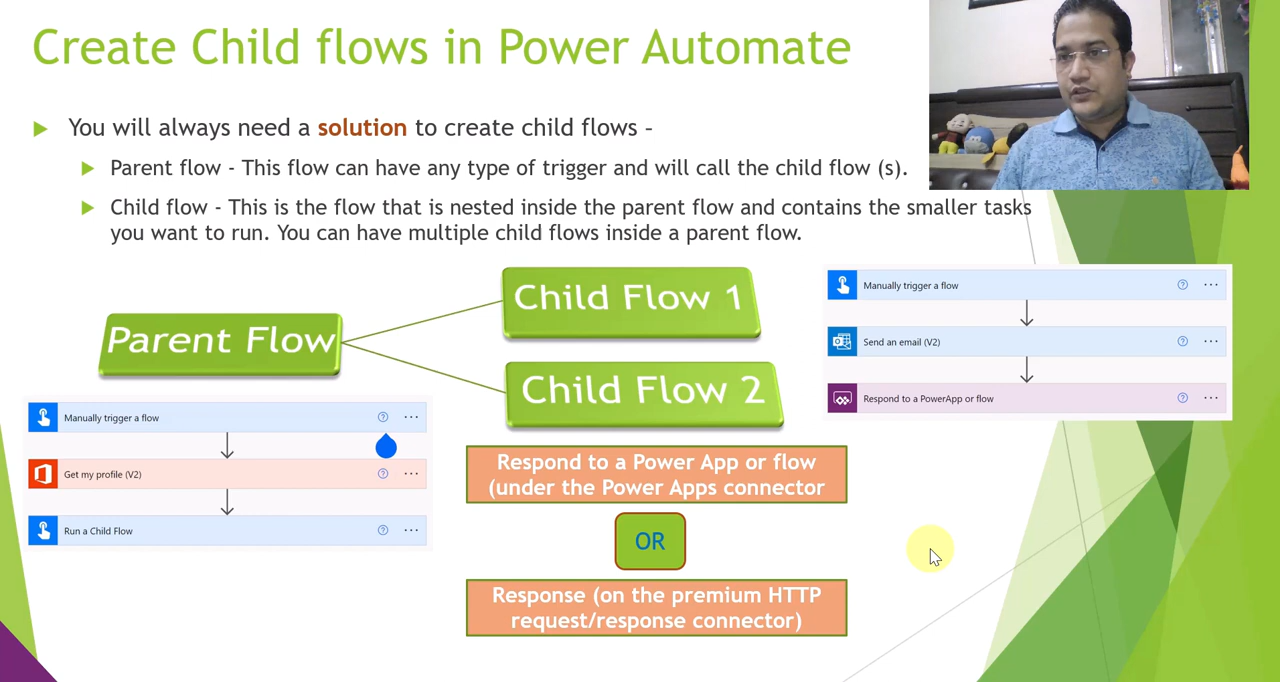 Create Child flows in Power Automate
You will always need a solution to create child flows –
Parent flow - This flow can have any type of trigger and will call the child flow (s).
Child flow - This is the flow that is nested inside the parent flow and contains the smaller tasks
you want to run. You can have multiple child flows inside a parent flow.
Parent Flow
Child Flow 1
Child Flow 2
Manually trigger a flow
Get my profile (V2)
Run a Child Flow
Manually trigger a flow
Send an email (V2)
Respond to a PowerApp or flow
Respond to a Power App or flow
(under the Power Apps connector
OR
Response (on the premium HTTP
request/response connector)